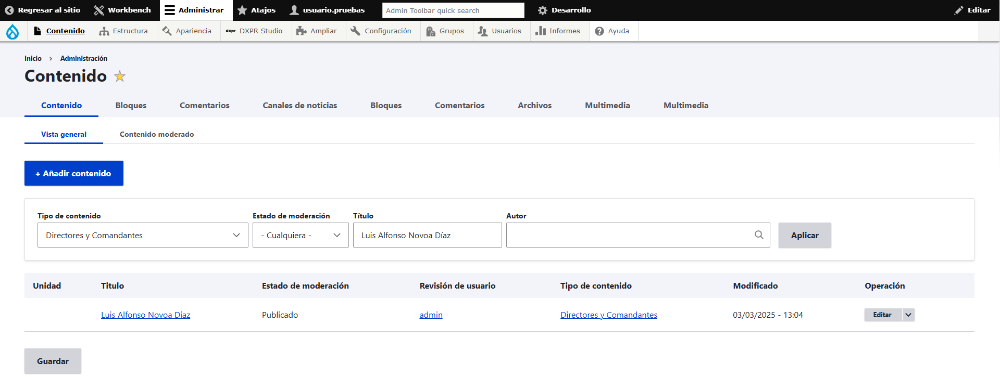 Regresar al sitio Workbench Administrar Atajos usuario.pruebas Admin Toolbar quick search Desarrollo Editar
Contenido Estructura Apariencia dxpr DXPR Studio Ampliar Configuración Grupos Usuarios Informes Ayuda
Inicio › Administración
Contenido
Contenido Bloques Comentarios Canales de noticias Bloques Comentarios Archivos Multimedia Multimedia
Vista general Contenido moderado
+ Añadir contenido
Tipo de contenido Estado de moderación Título Autor
Directores y Comandantes - Cualquiera - Luis Alfonso Novoa Díaz Aplicar
Unidad Titulo Estado de moderación Revisión de usuario Tipo de contenido Modificado Operación
Luis Alfonso Novoa Diaz Publicado admin Directores y Comandantes 03/03/2025 - 13:04 Editar
Guardar